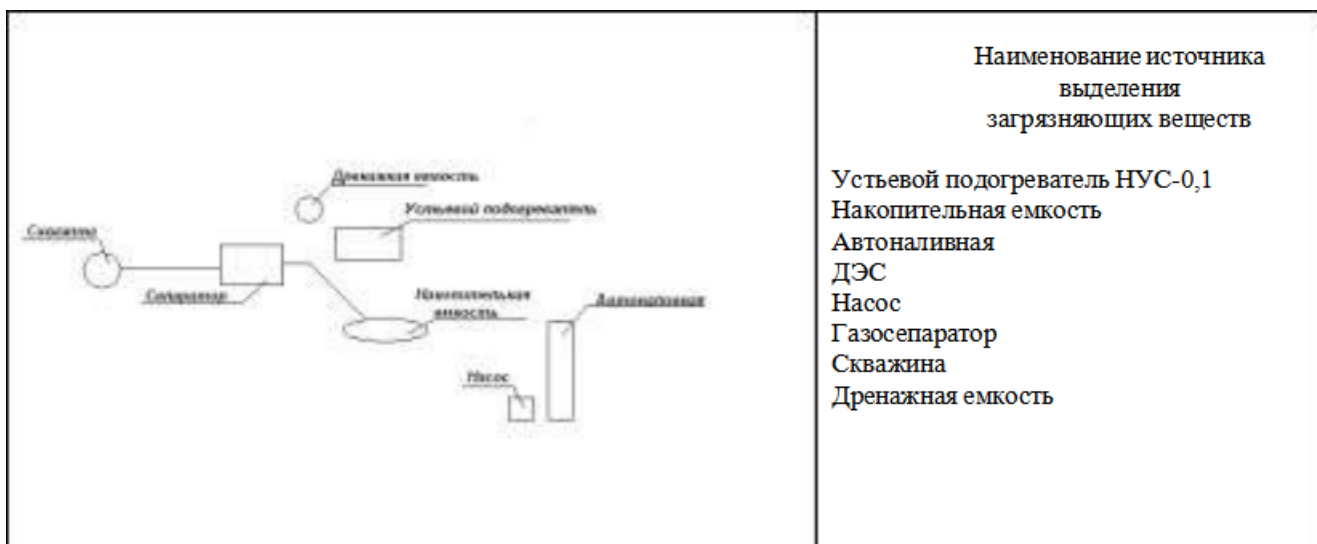 Дренажная емкость
Устьевой подогреватель
Скважина
Сепаратор
Накопительная
емкость
Автоналивная
Насос
Наименование источника
выделения
загрязняющих веществ
Устьевой подогреватель НУС-0,1
Накопительная емкость
Автоналивная
ДЭС
Насос
Газосепаратор
Скважина
Дренажная емкость